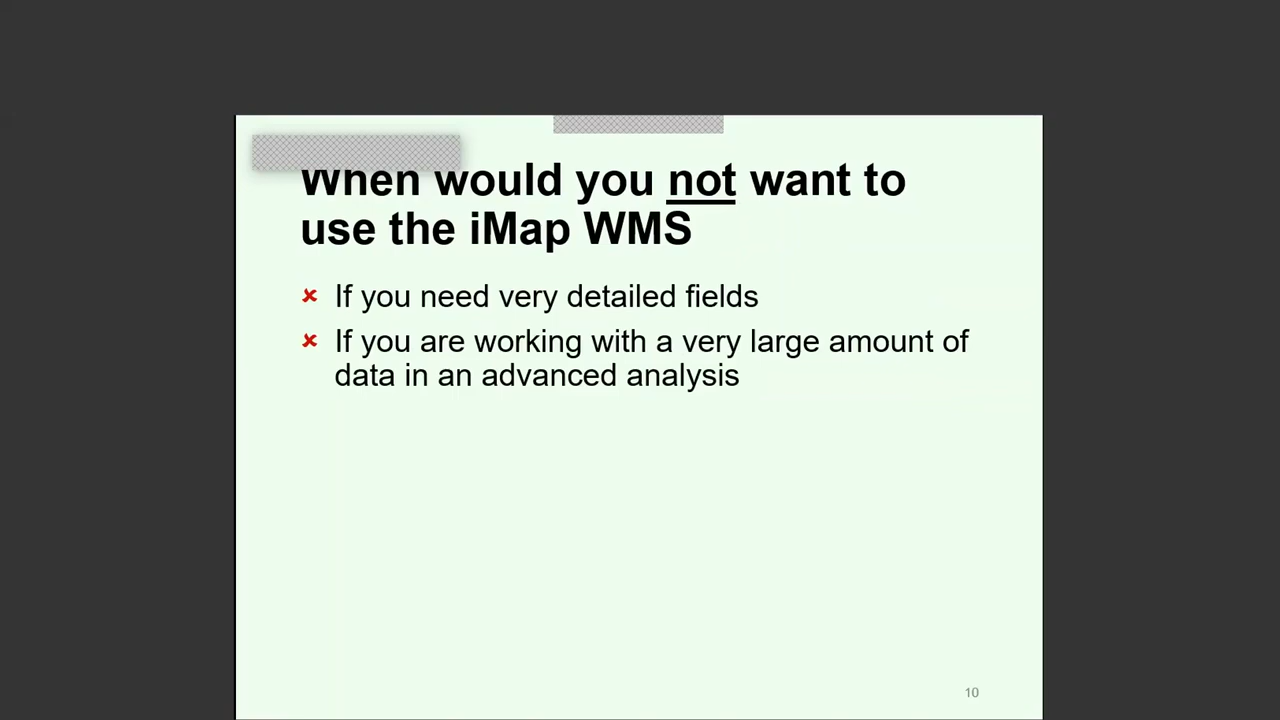 When would you not want to
use the iMap WMS
× If you need very detailed fields
× If you are working with a very large amount of
data in an advanced analysis
10